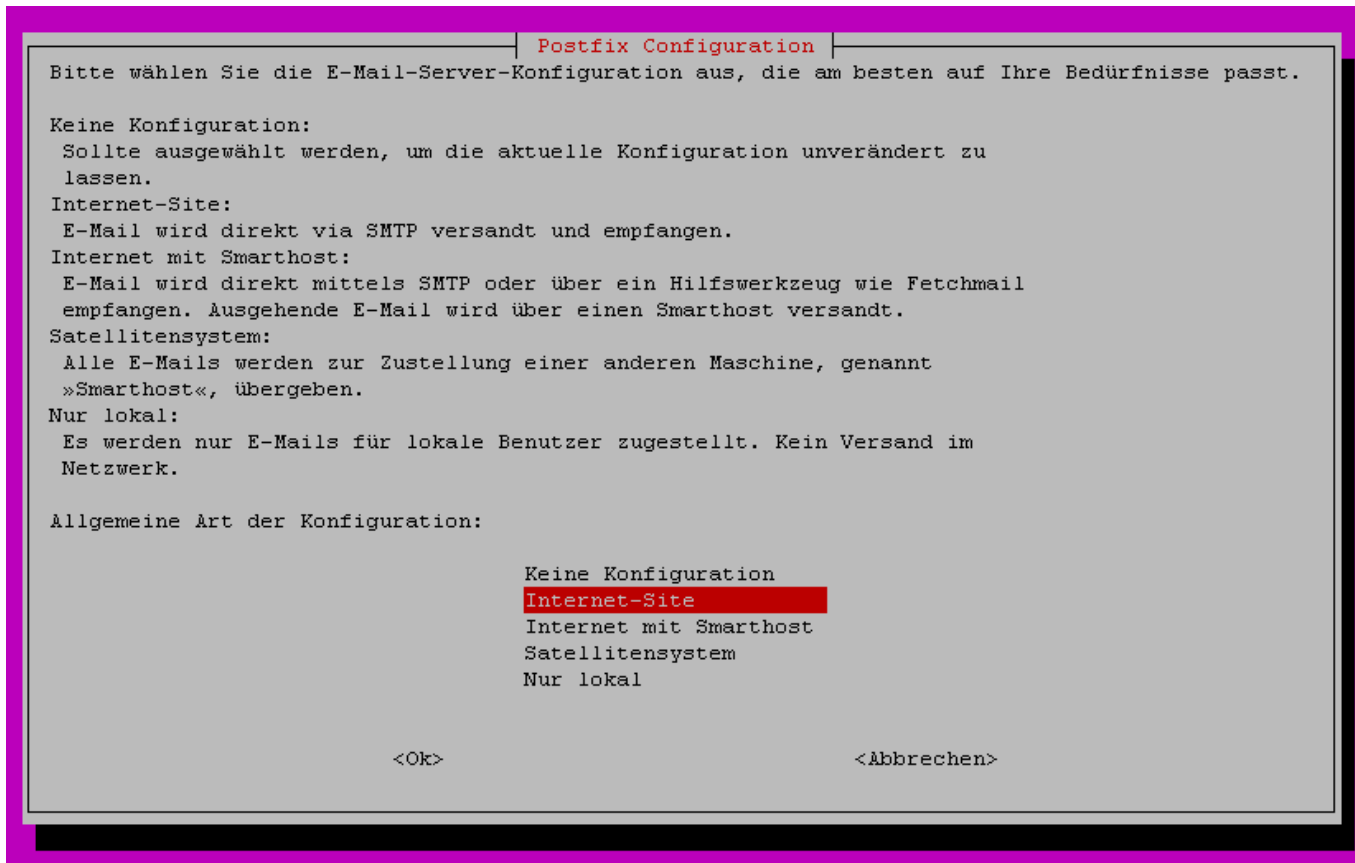 Postfix Configuration
Bitte wählen Sie die E-Mail-Server-Konfiguration aus, die am besten auf Ihre Bedürfnisse passt.
Keine Konfiguration:
Sollte ausgewählt werden, um die aktuelle Konfiguration unverändert zu
lassen.
Internet-Site:
E-Mail wird direkt via SMTP versandt und empfangen.
Internet mit Smarthost:
E-Mail wird direkt mittels SMTP oder über ein Hilfswerkzeug wie Fetchmail
empfangen. Ausgehende E-Mail wird über einen Smarthost versandt.
Satellitensystem:
Alle E-Mails werden zur Zustellung einer anderen Maschine, genannt
»Smarthost«, übergeben.
Nur lokal:
Es werden nur E-Mails für lokale Benutzer zugestellt. Kein Versand im
Netzwerk.
Allgemeine Art der Konfiguration:
Keine Konfiguration
Internet-Site
Internet mit Smarthost
Satellitensystem
Nur lokal
<Ok> <Abbrechen>